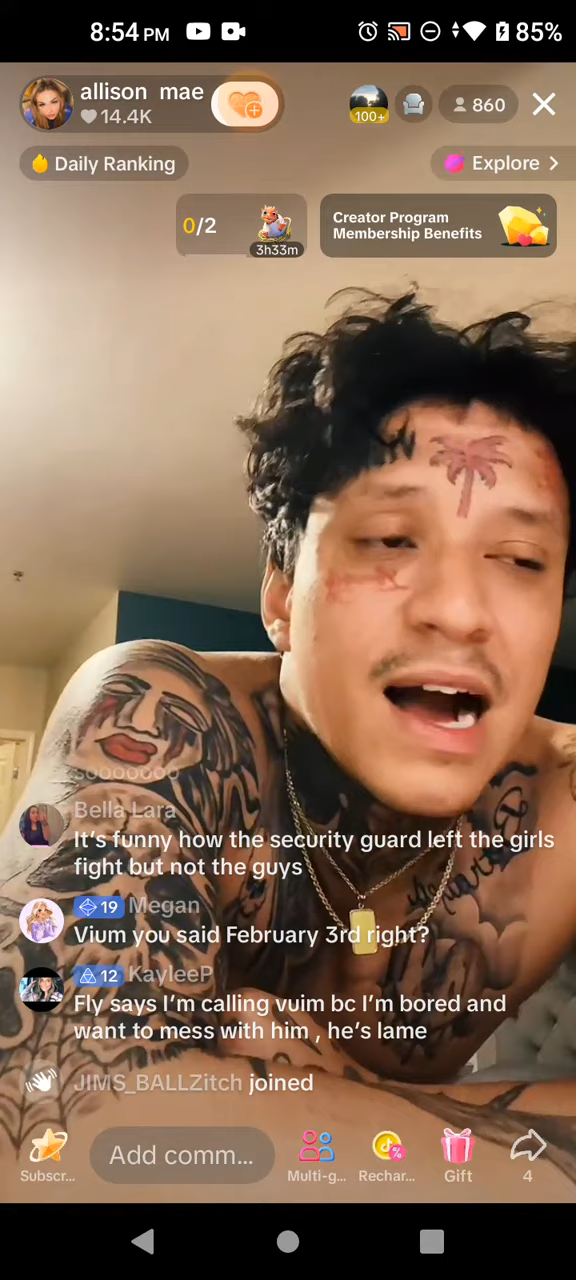 8:54 PM
85%
allison mae
14.4K
100+
860
Daily Ranking
Explore >
0/2
3h33m
Creator Program
Membership Benefits
Bella Lara
It's funny how the security guard left the girls
fight but not the guys
19 Megan
Vium you said February 3rd right?
12 KayleeP
Fly says I'm calling vuim bc I'm bored and
want to mess with him , he's lame
JIMS_BALLZitch joined
Subscr...
Add comm...
Multi-g...
Rechar...
Gift
4